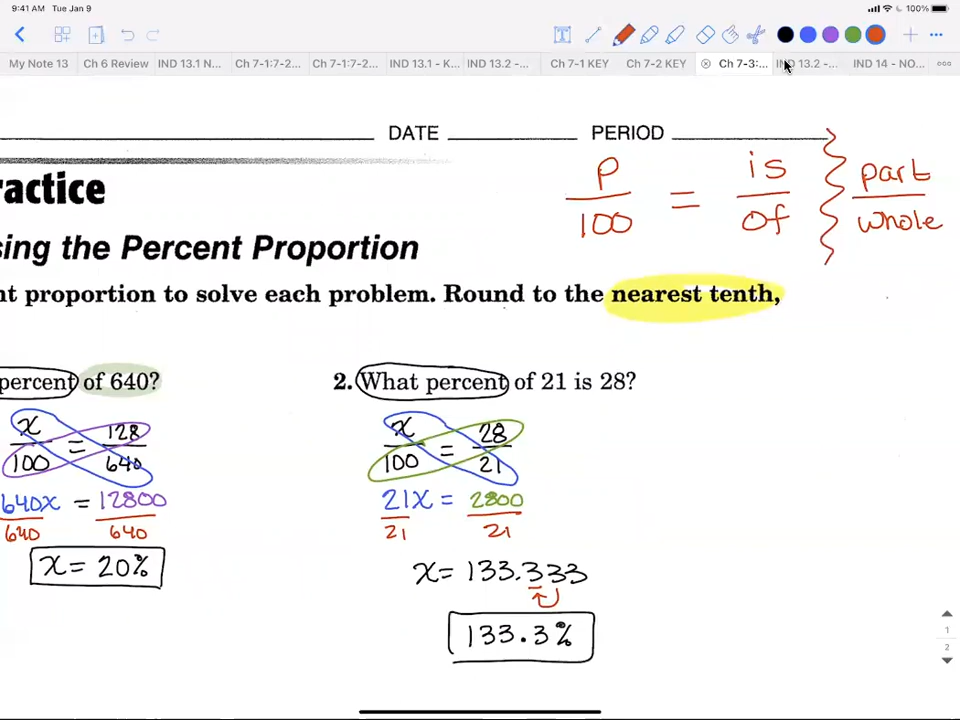 9:41 AM Tue Jan 9
100%
My Note 13
Ch 6 Review
IND 13.1 N...
Ch 7-1:7-2...
Ch 7-1:7-2...
IND 13.1 - K...
IND 13.2 -...
Ch 7-1 KEY
Ch 7-2 KEY
Ch 7-3:...
IND 13.2 -...
IND 14 - NO...
DATE PERIOD
p is part
100 = of whole
ractice
sing the Percent Proportion
nt proportion to solve each problem. Round to the nearest tenth,
percent of 640?
x 128
100 = 640
640x = 12800
640 640
x = 20%
2. What percent of 21 is 28?
x 28
100 = 21
21x = 2800
21 21
x = 133.333
133.3%
1
2